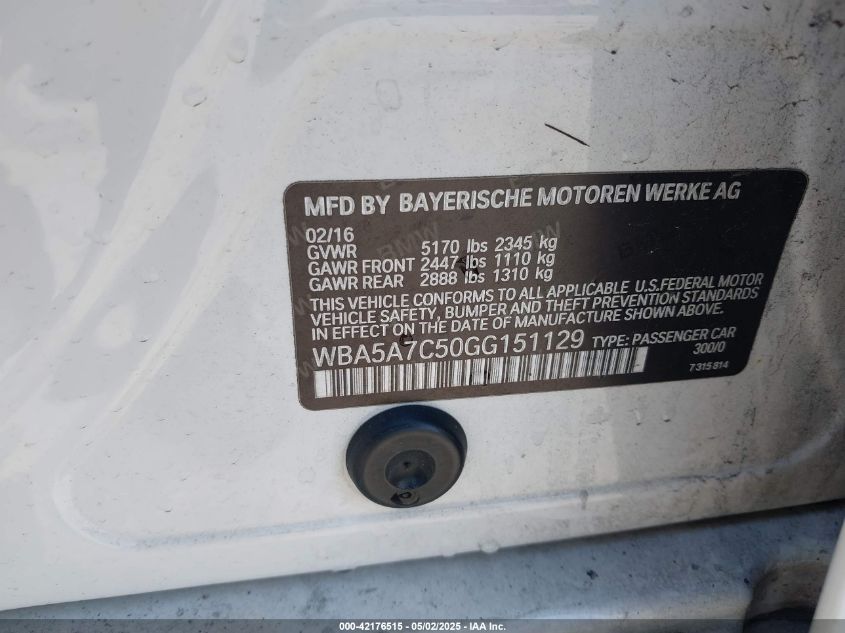 MFD BY BAYERISCHE MOTOREN WERKE AG
02/16
GVWR 5170 lbs 2345 kg
GAWR FRONT 2447 lbs 1110 kg
GAWR REAR 2888 lbs 1310 kg
THIS VEHICLE CONFORMS TO ALL APPLICABLE U.S.FEDERAL MOTOR
VEHICLE SAFETY, BUMPER AND THEFT PREVENTION STANDARDS
IN EFFECT ON THE DATE OF MANUFACTURE SHOWN ABOVE.
WBA5A7C50GG151129 TYPE: PASSENGER CAR
300/0
7315814
000-42176515 - 05/02/2025 - IAA Inc.